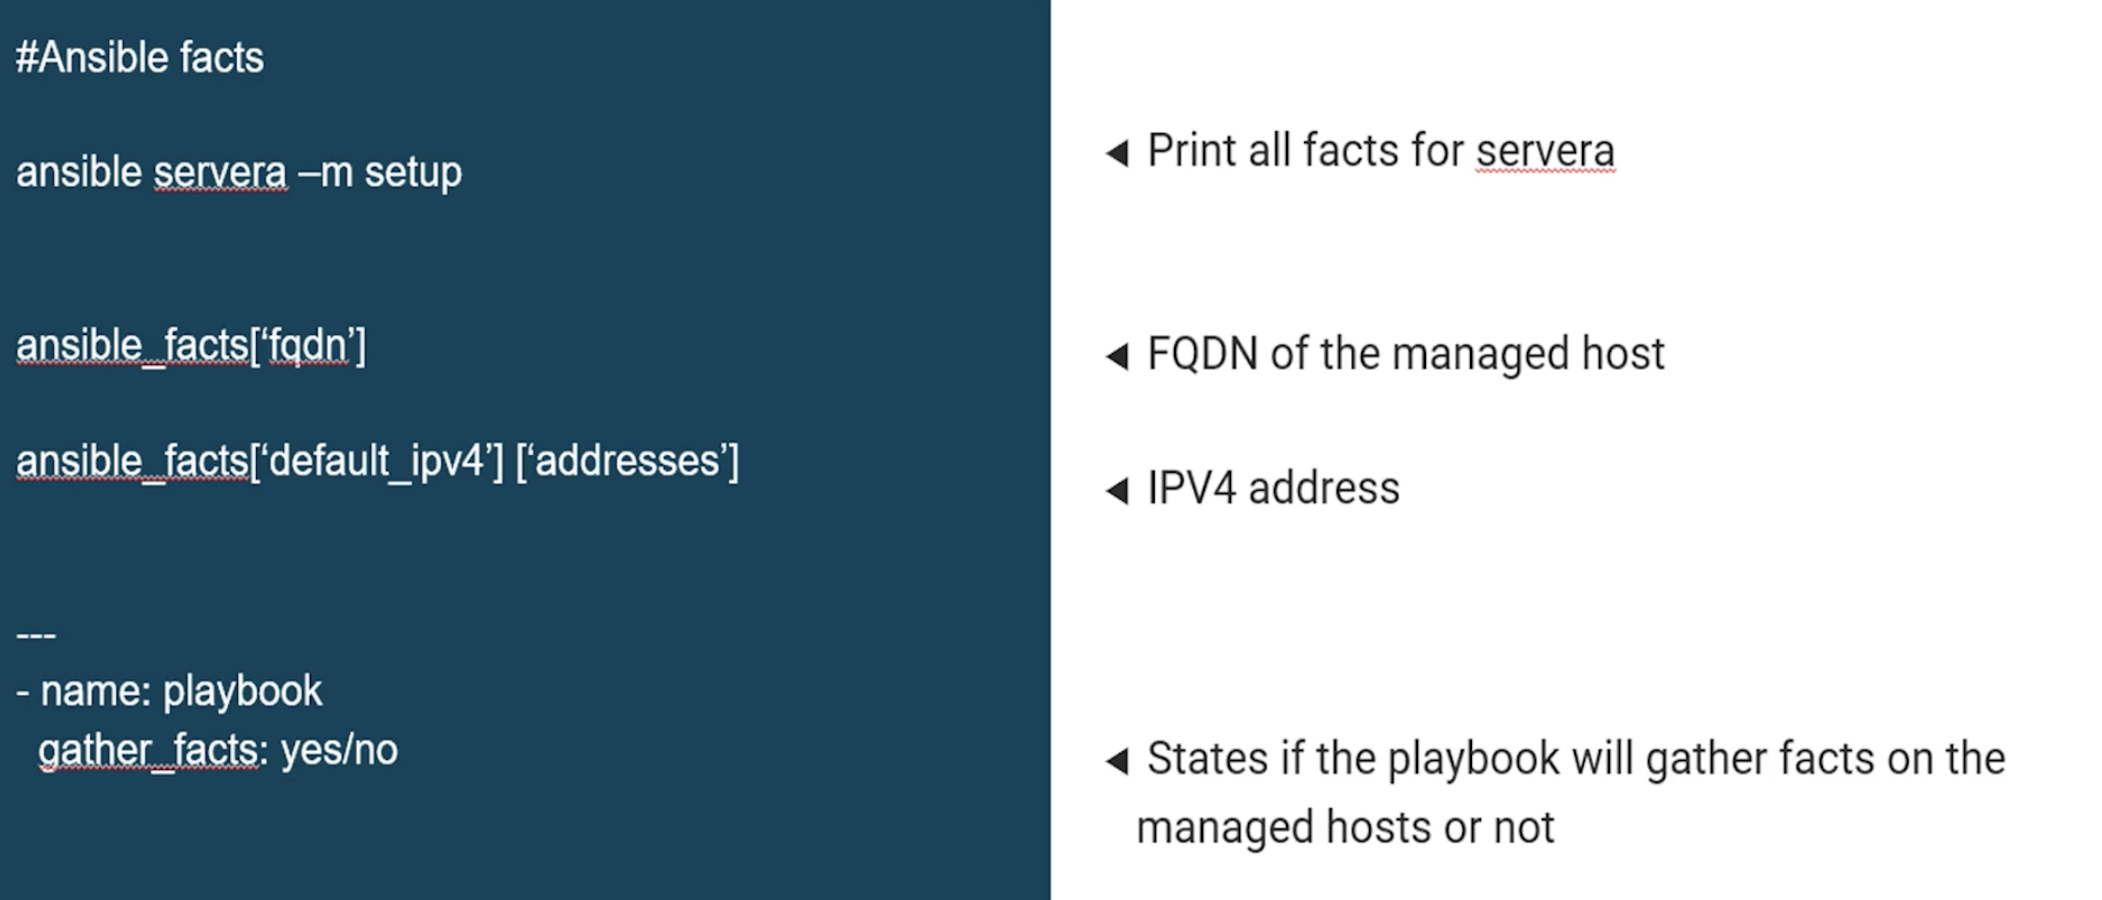 #Ansible facts
ansible servera –m setup
ansible_facts[‘fqdn’]
ansible_facts[‘default_ipv4’] [‘addresses’]
---
- name: playbook
gather_facts: yes/no
◀ Print all facts for servera
◀ FQDN of the managed host
◀ IPV4 address
◀ States if the playbook will gather facts on the
managed hosts or not